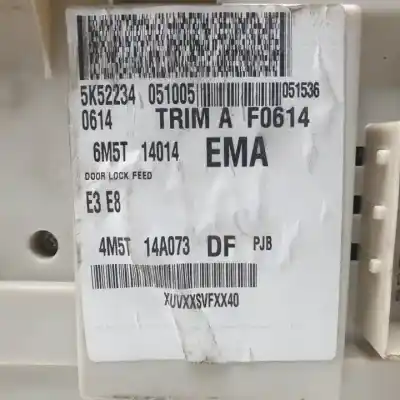 5K52234 051005 051536
0614 TRIM A F0614
6M5T 14014 EMA
DOOR LOCK FEED
E3 E8
4M5T 14A073 DF PJB
XUVXXSVFXX40